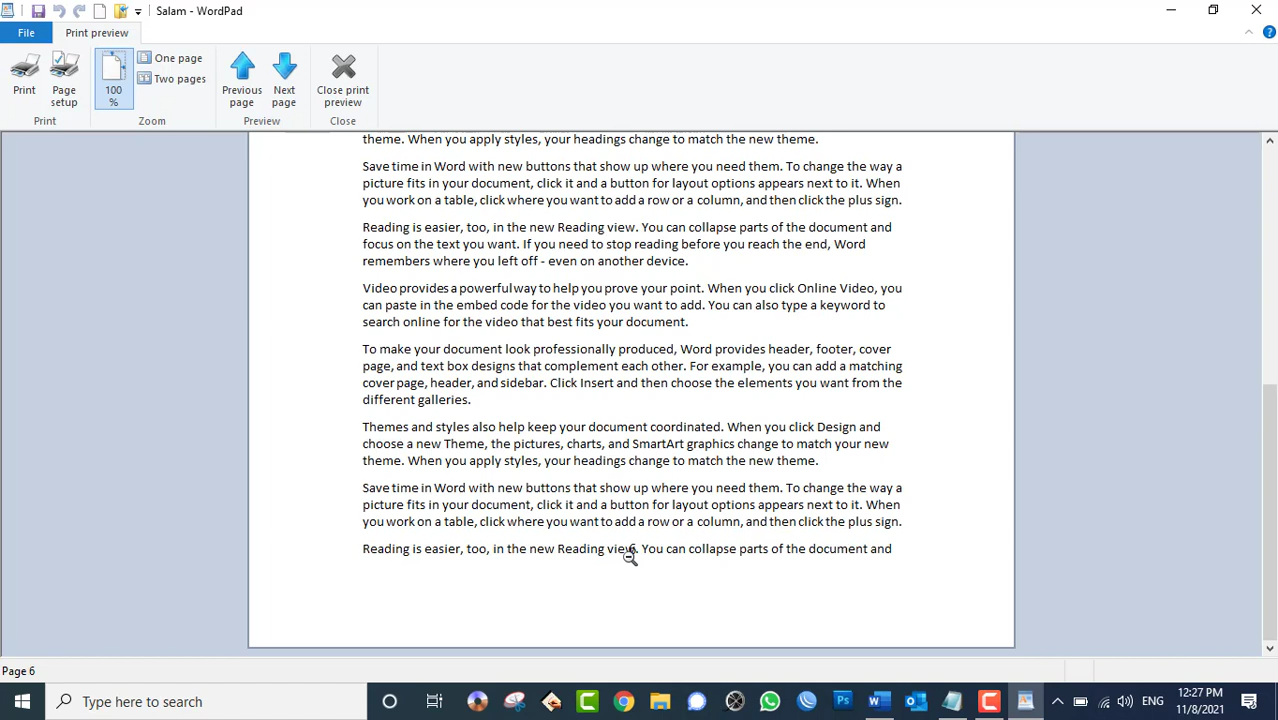 Salam - WordPad
File
Print preview
Print
Page setup
100 %
One page
Two pages
Previous page
Next page
Close print preview
Print
Zoom
Preview
Close
theme. When you apply styles, your headings change to match the new theme.
Save time in Word with new buttons that show up where you need them. To change the way a
picture fits in your document, click it and a button for layout options appears next to it. When
you work on a table, click where you want to add a row or a column, and then click the plus sign.
Reading is easier, too, in the new Reading view. You can collapse parts of the document and
focus on the text you want. If you need to stop reading before you reach the end, Word
remembers where you left off - even on another device.
Video provides a powerful way to help you prove your point. When you click Online Video, you
can paste in the embed code for the video you want to add. You can also type a keyword to
search online for the video that best fits your document.
To make your document look professionally produced, Word provides header, footer, cover
page, and text box designs that complement each other. For example, you can add a matching
cover page, header, and sidebar. Click Insert and then choose the elements you want from the
different galleries.
Themes and styles also help keep your document coordinated. When you click Design and
choose a new Theme, the pictures, charts, and SmartArt graphics change to match your new
theme. When you apply styles, your headings change to match the new theme.
Save time in Word with new buttons that show up where you need them. To change the way a
picture fits in your document, click it and a button for layout options appears next to it. When
you work on a table, click where you want to add a row or a column, and then click the plus sign.
Reading is easier, too, in the new Reading view. You can collapse parts of the document and
Page 6
Type here to search
ENG
12:27 PM
11/8/2021